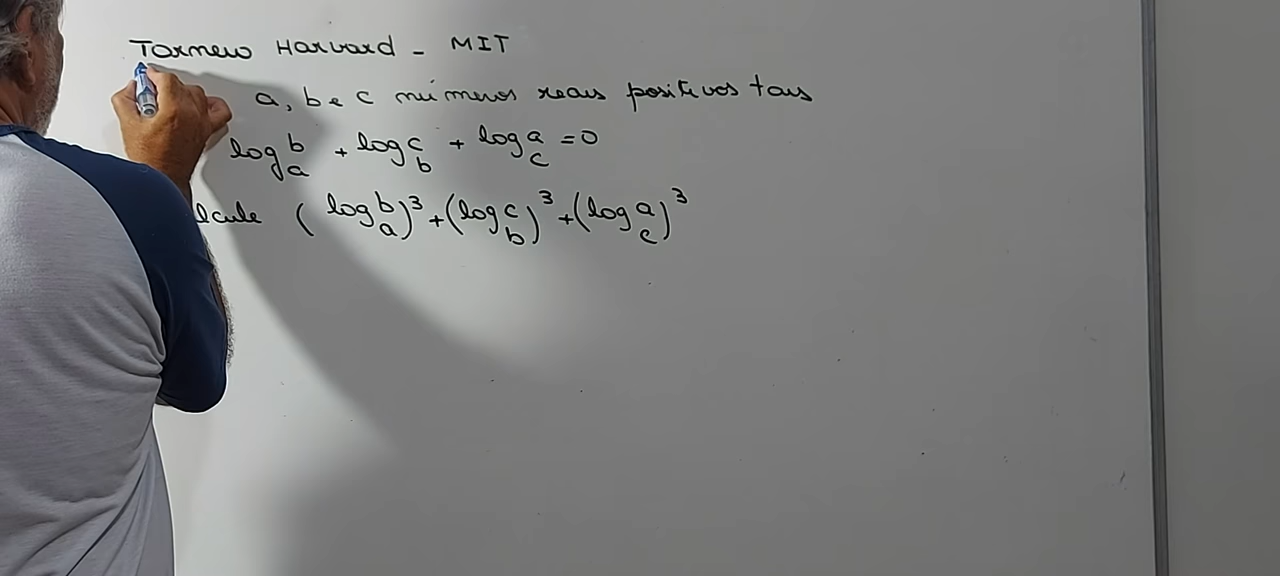 Torneio Harvard - MIT
a, b e c números reais positivos tais
log_a^b + log_b^c + log_c^a = 0
lcule (log_a^b)^3 + (log_b^c)^3 + (log_c^a)^3